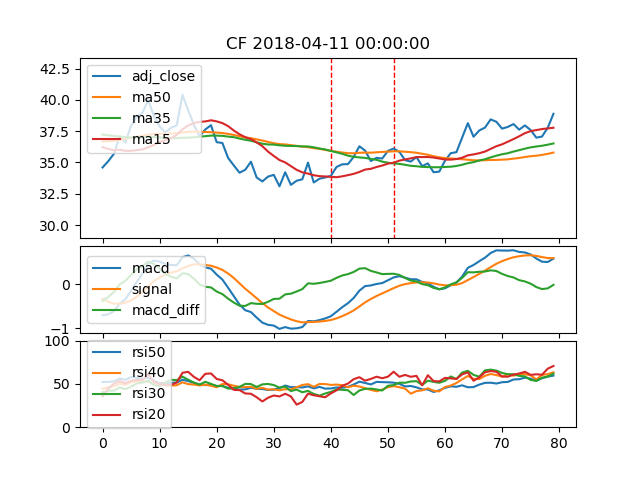 CF 2018-04-11 00:00:00
42.5
40.0
37.5
35.0
32.5
30.0
adj_close
ma50
ma35
ma15
0
−1
macd
signal
macd_diff
100
50
0
rsi50
rsi40
rsi30
rsi20
0 10 20 30 40 50 60 70 80